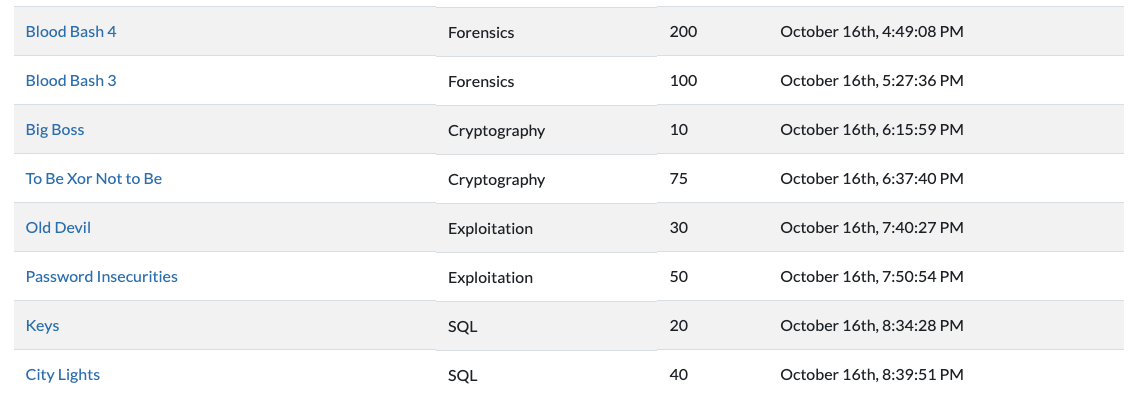 Blood Bash 4 Forensics 200 October 16th, 4:49:08 PM
Blood Bash 3 Forensics 100 October 16th, 5:27:36 PM
Big Boss Cryptography 10 October 16th, 6:15:59 PM
To Be Xor Not to Be Cryptography 75 October 16th, 6:37:40 PM
Old Devil Exploitation 30 October 16th, 7:40:27 PM
Password Insecurities Exploitation 50 October 16th, 7:50:54 PM
Keys SQL 20 October 16th, 8:34:28 PM
City Lights SQL 40 October 16th, 8:39:51 PM